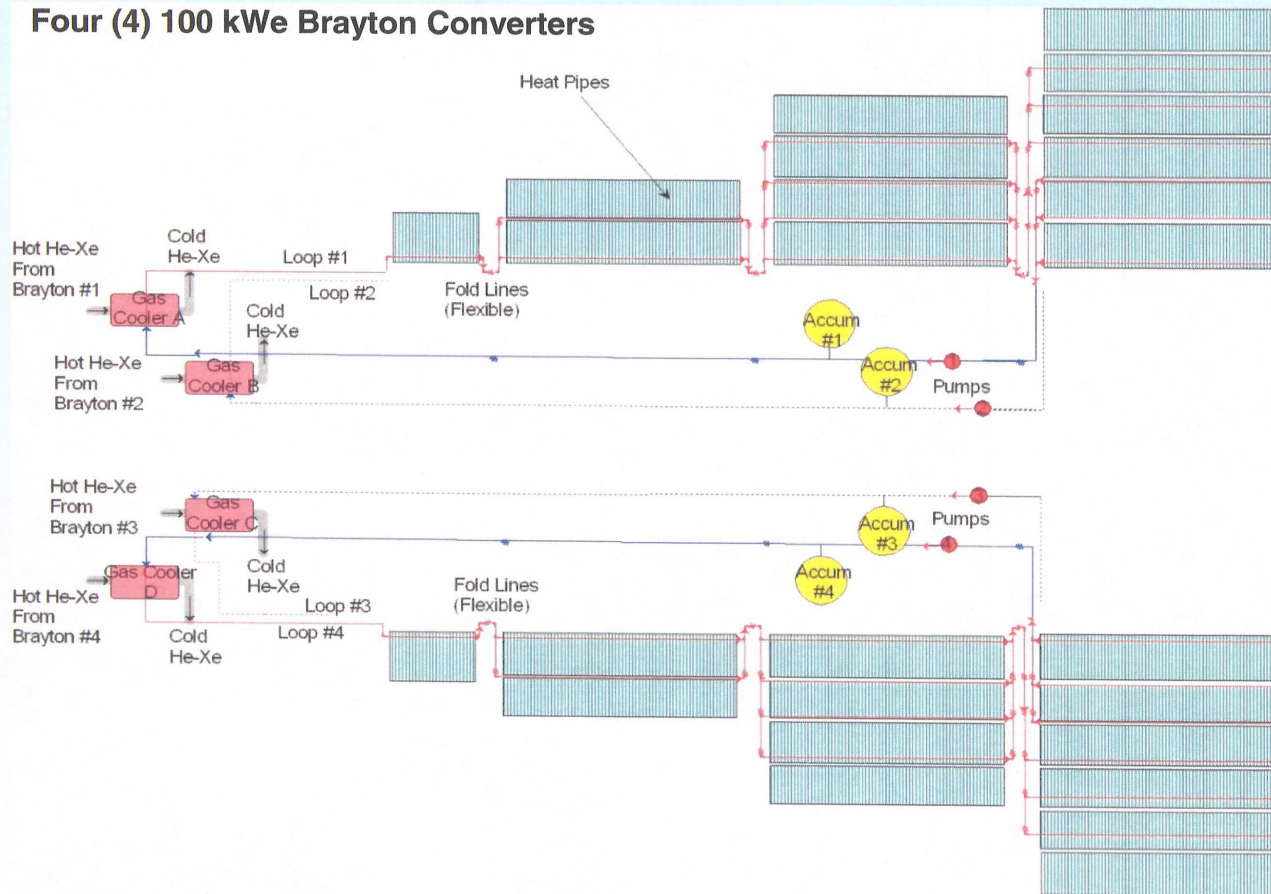 Four (4) 100 kWe Brayton Converters
Heat Pipes
Hot He-Xe
From
Brayton #1
Cold
He-Xe
Loop #1
Loop #2
Gas
Cooler A
Cold
He-Xe
Fold Lines
(Flexible)
Accum
#1
Hot He-Xe
From
Brayton #2
Gas
Cooler B
Accum
#2
1
Pumps
2
Hot He-Xe
From
Brayton #3
Gas
Cooler C
Accum
#3
3
Pumps
4
Cold
He-Xe
Accum
#4
Hot He-Xe
From
Brayton #4
Gas Cooler
D
Fold Lines
(Flexible)
Loop #3
Loop #4
Cold
He-Xe